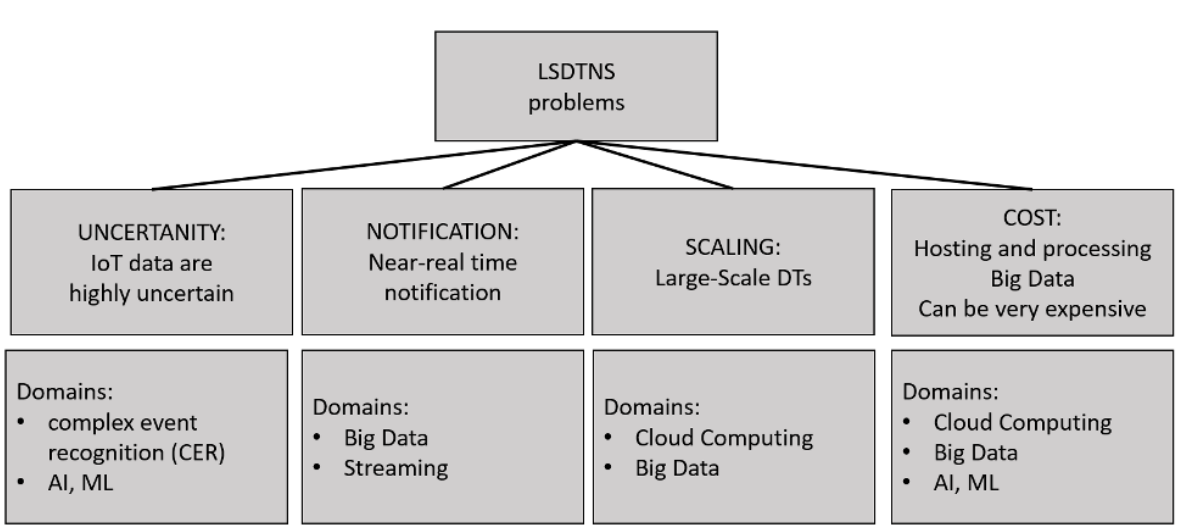 LSDTNS
problems
UNCERTANITY:
IoT data are
highly uncertain
NOTIFICATION:
Near-real time
notification
SCALING:
Large-Scale DTs
COST:
Hosting and processing
Big Data
Can be very expensive
Domains:
• complex event
recognition (CER)
• AI, ML
Domains:
• Big Data
• Streaming
Domains:
• Cloud Computing
• Big Data
Domains:
• Cloud Computing
• Big Data
• AI, ML